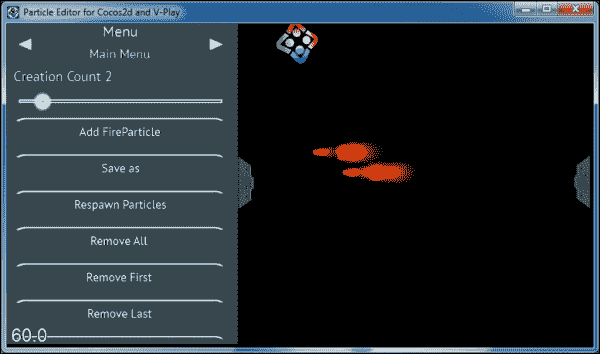 Particle Editor for Cocos2d and V-Play
Menu
Main Menu
Creation Count 2
Add FireParticle
Save as
Respawn Particles
Remove All
Remove First
Remove Last
60.0